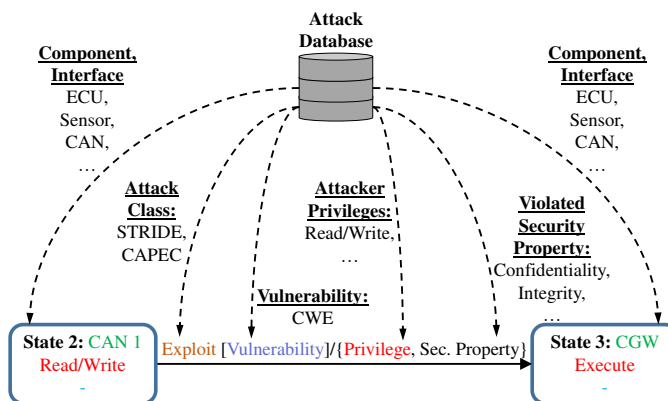 Attack
Database
Component,
Interface
ECU,
Sensor,
CAN,
…
Component,
Interface
ECU,
Sensor,
CAN,
…
Attack
Class:
STRIDE,
CAPEC
Attacker
Privileges:
Read/Write,
…
Violated
Security
Property:
Confidentiality,
Integrity,
…
Vulnerability:
CWE
State 2: CAN 1
Read/Write
-
Exploit [Vulnerability]/{Privilege, Sec. Property}
State 3: CGW
Execute
-